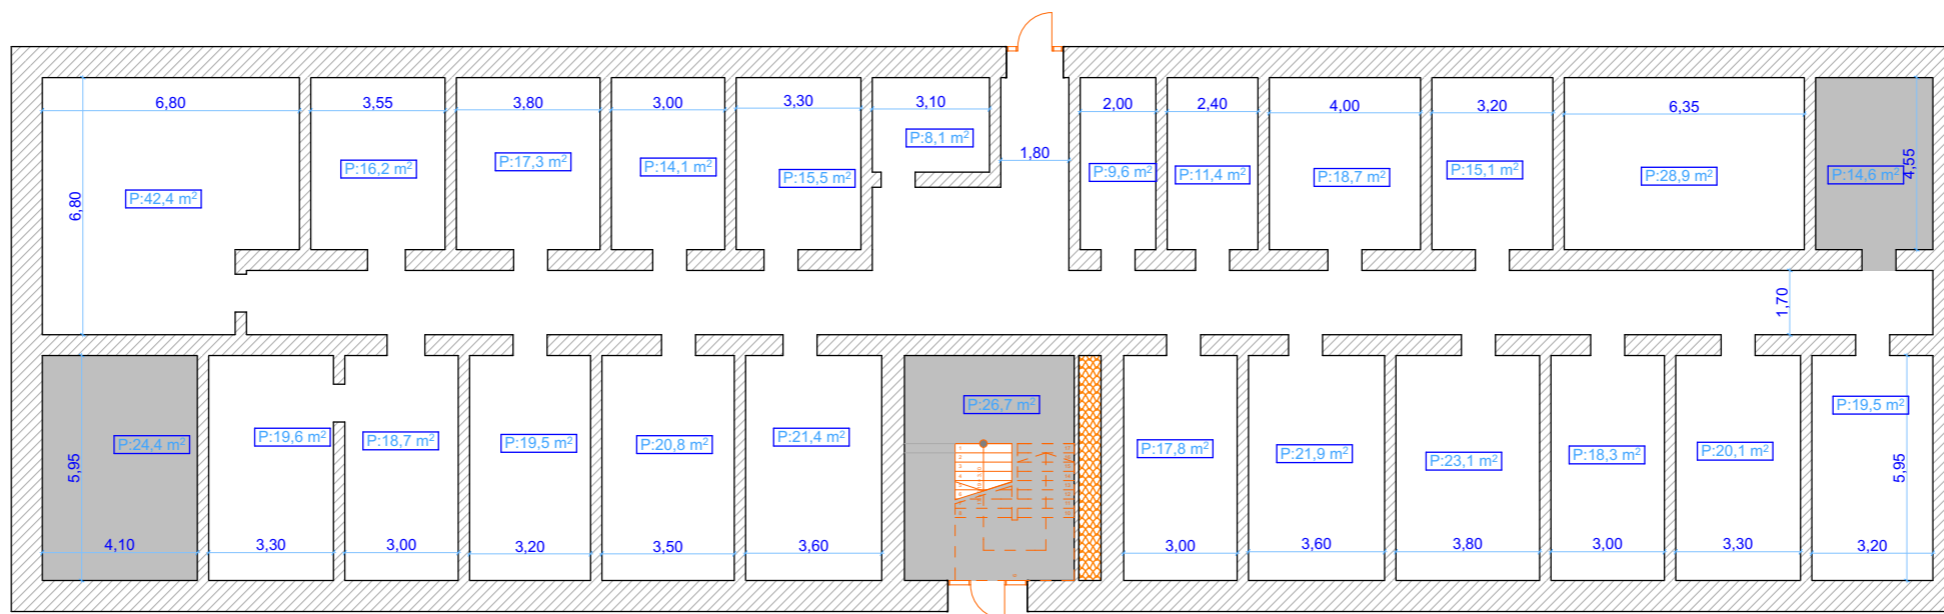 6,80
3,55
3,80
3,00
3,30
3,10
2,00
2,40
4,00
3,20
6,35
P:8,1 m²
1,80
4,55
P:42,4 m²
P:16,2 m²
P:17,3 m²
P:14,1 m²
P:15,5 m²
P:9,6 m²
P:11,4 m²
P:18,7 m²
P:15,1 m²
P:28,9 m²
P:14,6 m²
6,80
1,70
P:24,4 m²
P:19,6 m²
P:18,7 m²
P:19,5 m²
P:20,8 m²
P:21,4 m²
P:26,7 m²
P:17,8 m²
P:21,9 m²
P:23,1 m²
P:18,3 m²
P:20,1 m²
P:19,5 m²
5,95
5,95
4,10
3,30
3,00
3,20
3,50
3,60
3,00
3,60
3,80
3,00
3,30
3,20